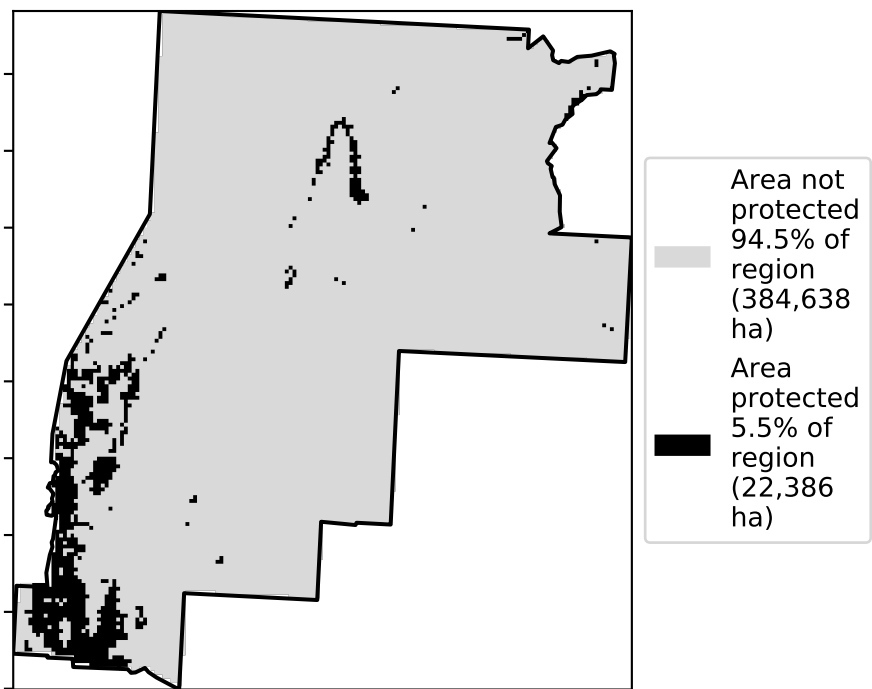 Area not
protected
94.5% of
region
(384,638
ha)
Area
protected
5.5% of
region
(22,386
ha)